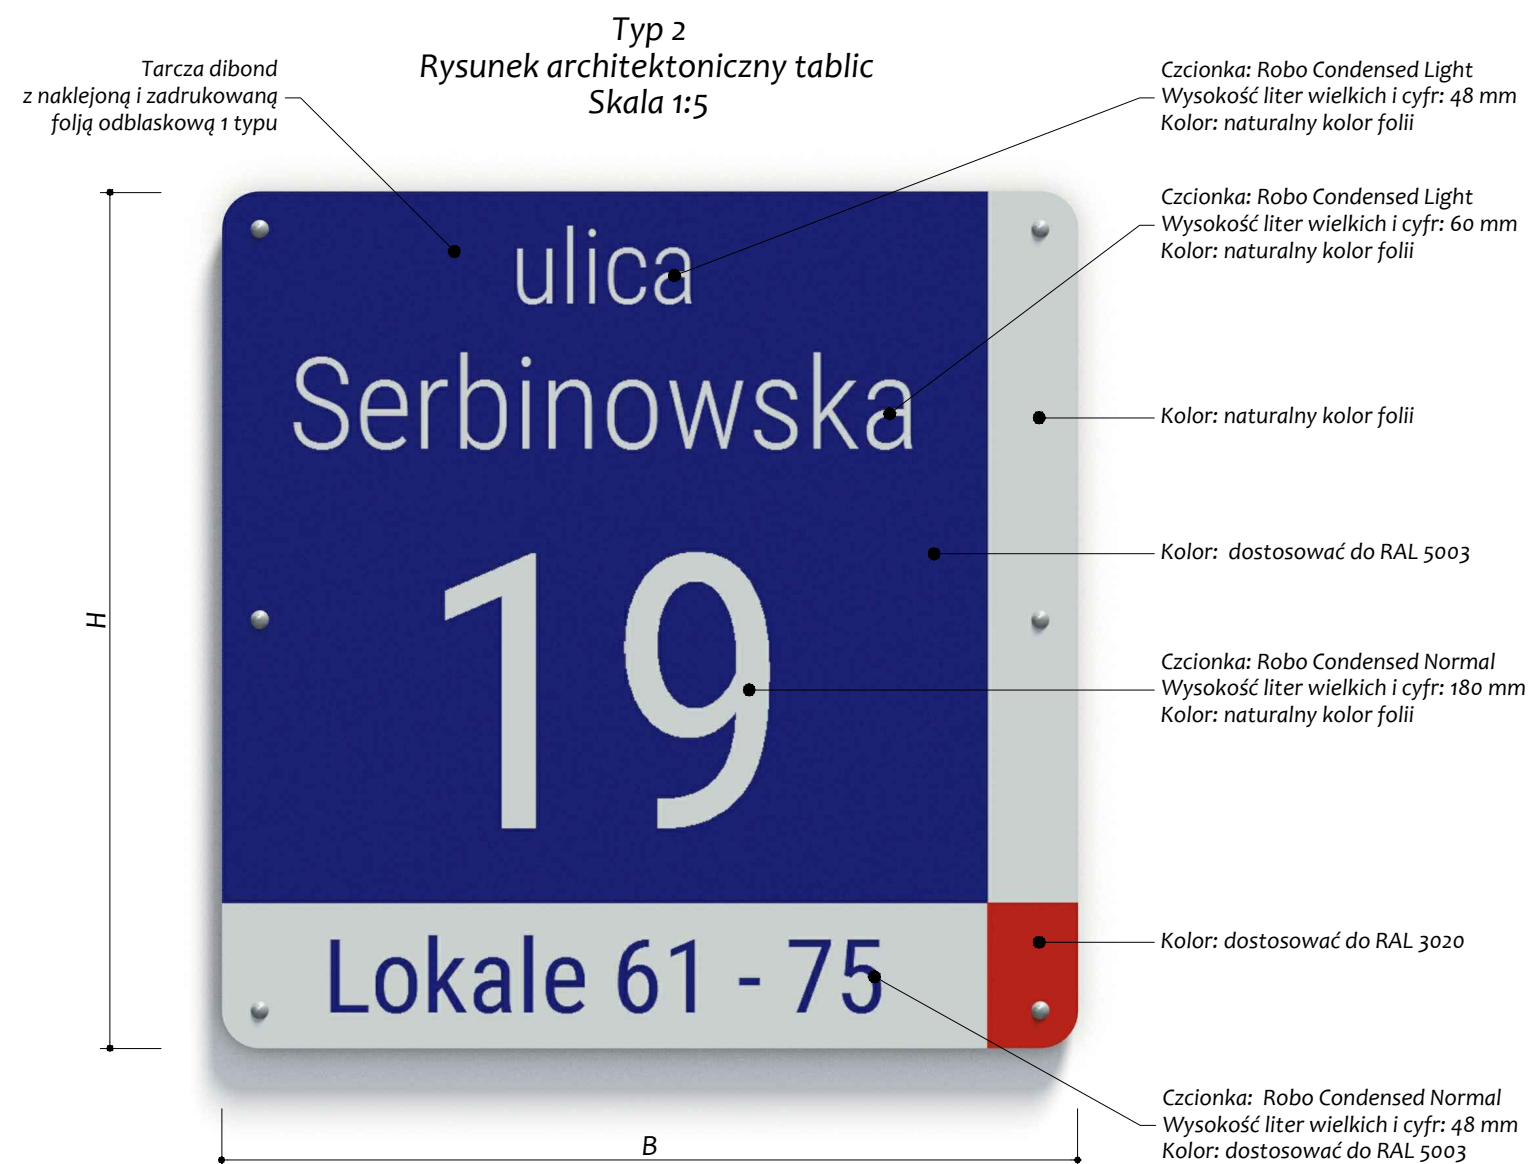 Typ 2
Rysunek architektoniczny tablic
Skala 1:5
Tarcza dibond
z naklejoną i zadrukowaną
folją odblaskową 1 typu
Czcionka: Robo Condensed Light
Wysokość liter wielkich i cyfr: 48 mm
Kolor: naturalny kolor folii
Czcionka: Robo Condensed Light
Wysokość liter wielkich i cyfr: 60 mm
Kolor: naturalny kolor folii
ulica
Serbinowska
19
Lokale 61 - 75
Kolor: naturalny kolor folii
Kolor: dostosować do RAL 5003
Czcionka: Robo Condensed Normal
Wysokość liter wielkich i cyfr: 180 mm
Kolor: naturalny kolor folii
Kolor: dostosować do RAL 3020
Czcionka: Robo Condensed Normal
Wysokość liter wielkich i cyfr: 48 mm
Kolor: dostosować do RAL 5003
H
B